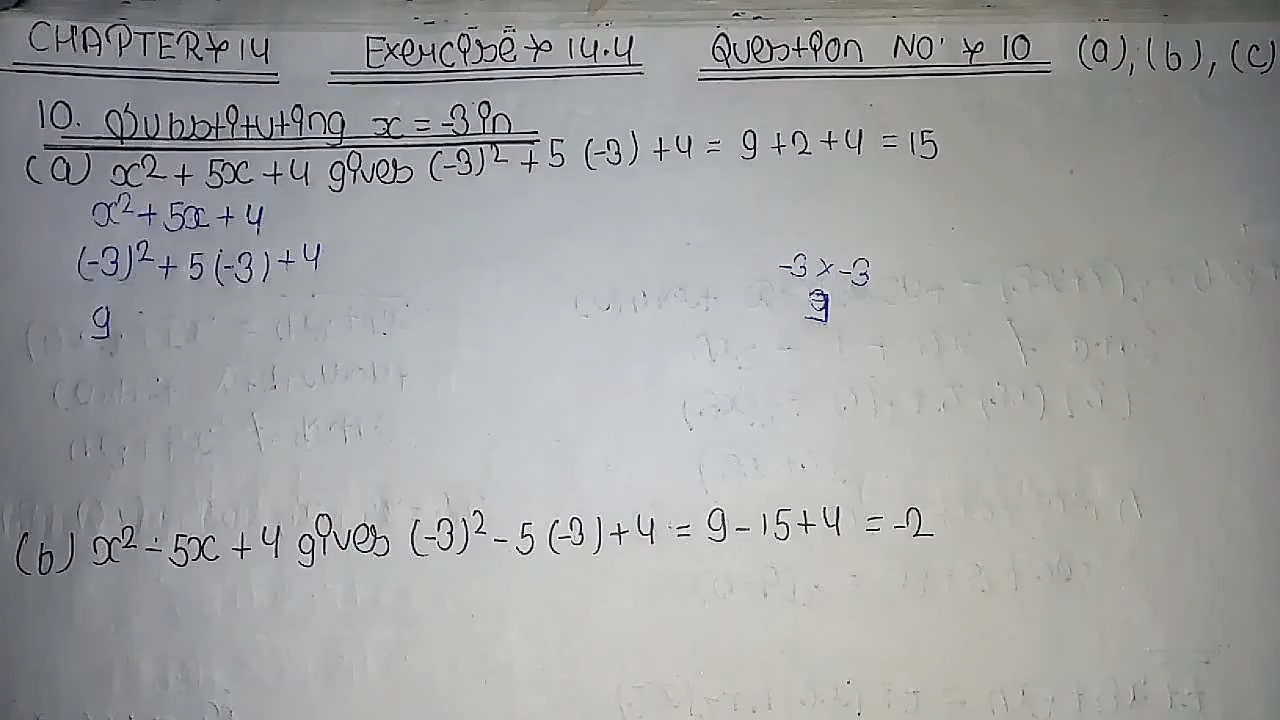 CHAPTER → 14 Exercise → 14.4 Question No. → 10 (a), (b), (c)
10. Substituting x = -3 in
(a) x² + 5x + 4 gives (-3)² + 5 (-3) + 4 = 9 + 2 + 4 = 15
x² + 5x + 4
(-3)² + 5 (-3) + 4
-3 × -3
9
9
(b) x² - 5x + 4 gives (-3)² - 5 (-3) + 4 = 9 - 15 + 4 = -2